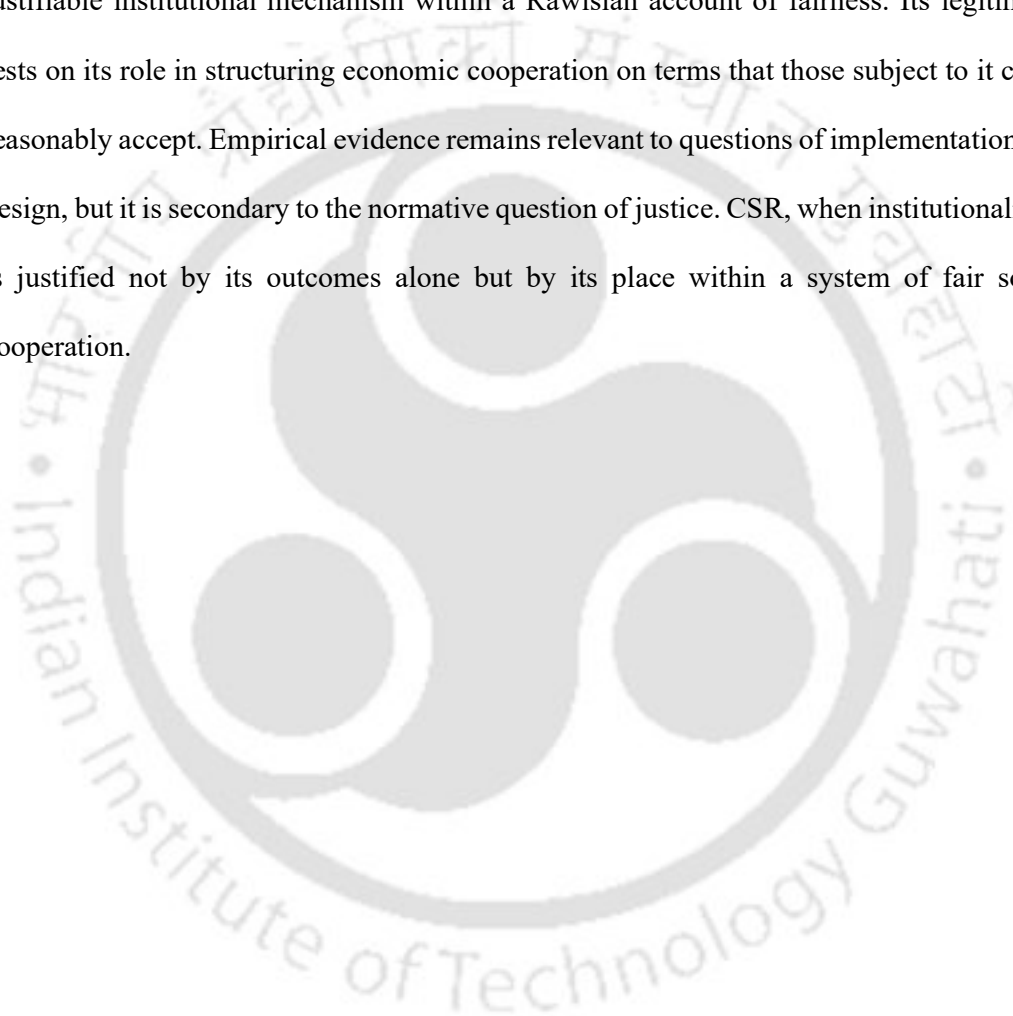 ustifiable institutional mechanism within a Rawlsian account of fairness. Its legitim
ests on its role in structuring economic cooperation on terms that those subject to it c
easonably accept. Empirical evidence remains relevant to questions of implementation
esign, but it is secondary to the normative question of justice. CSR, when institutional
s justified not by its outcomes alone but by its place within a system of fair so
ooperation.
Indian Institute of Technology Guwahati